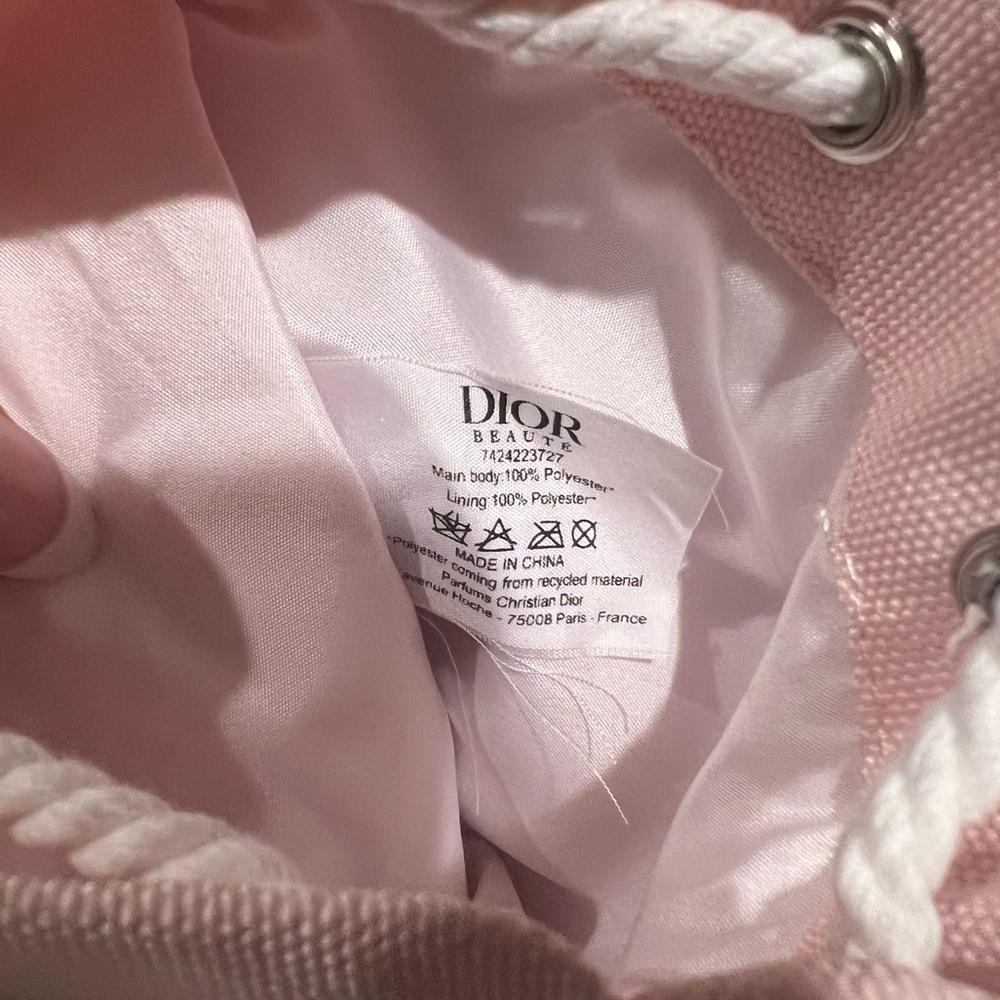 DIOR
BEAUTE
7424223727
Main body:100% Polyester*
Lining:100% Polyester*
MADE IN CHINA
*Polyester coming from recycled material
Parfums Christian Dior
avenue Hoche - 75008 Paris - France